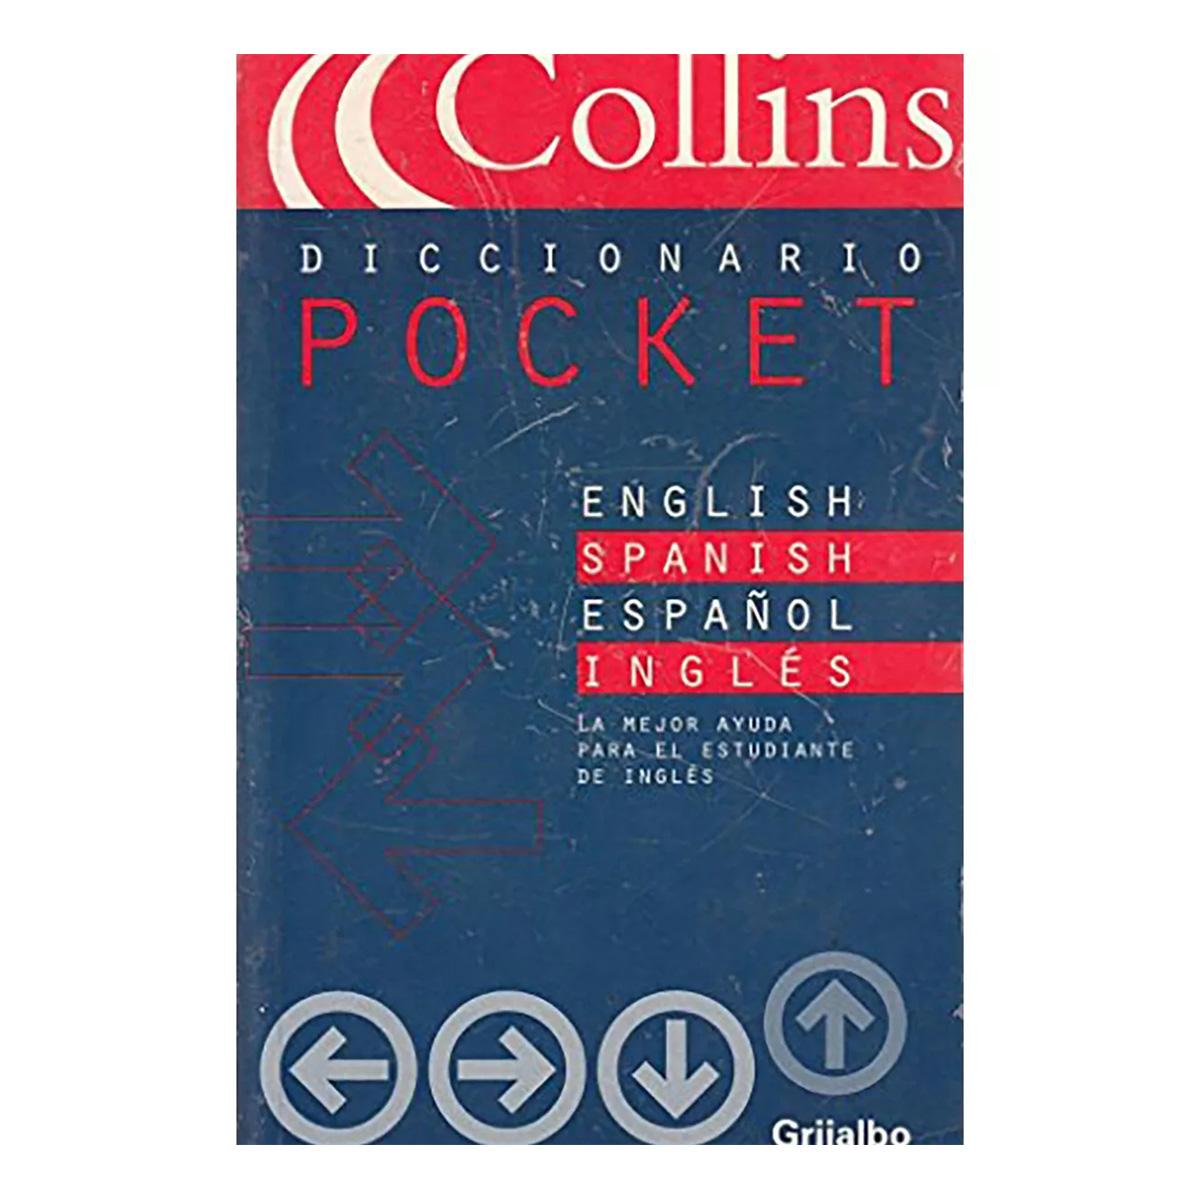 Collins
DICCIONARIO
POCKET
ENGLISH
SPANISH
ESPAÑOL
INGLÉS
LA MEJOR AYUDA
PARA EL ESTUDIANTE
DE INGLÉS
Grijalbo